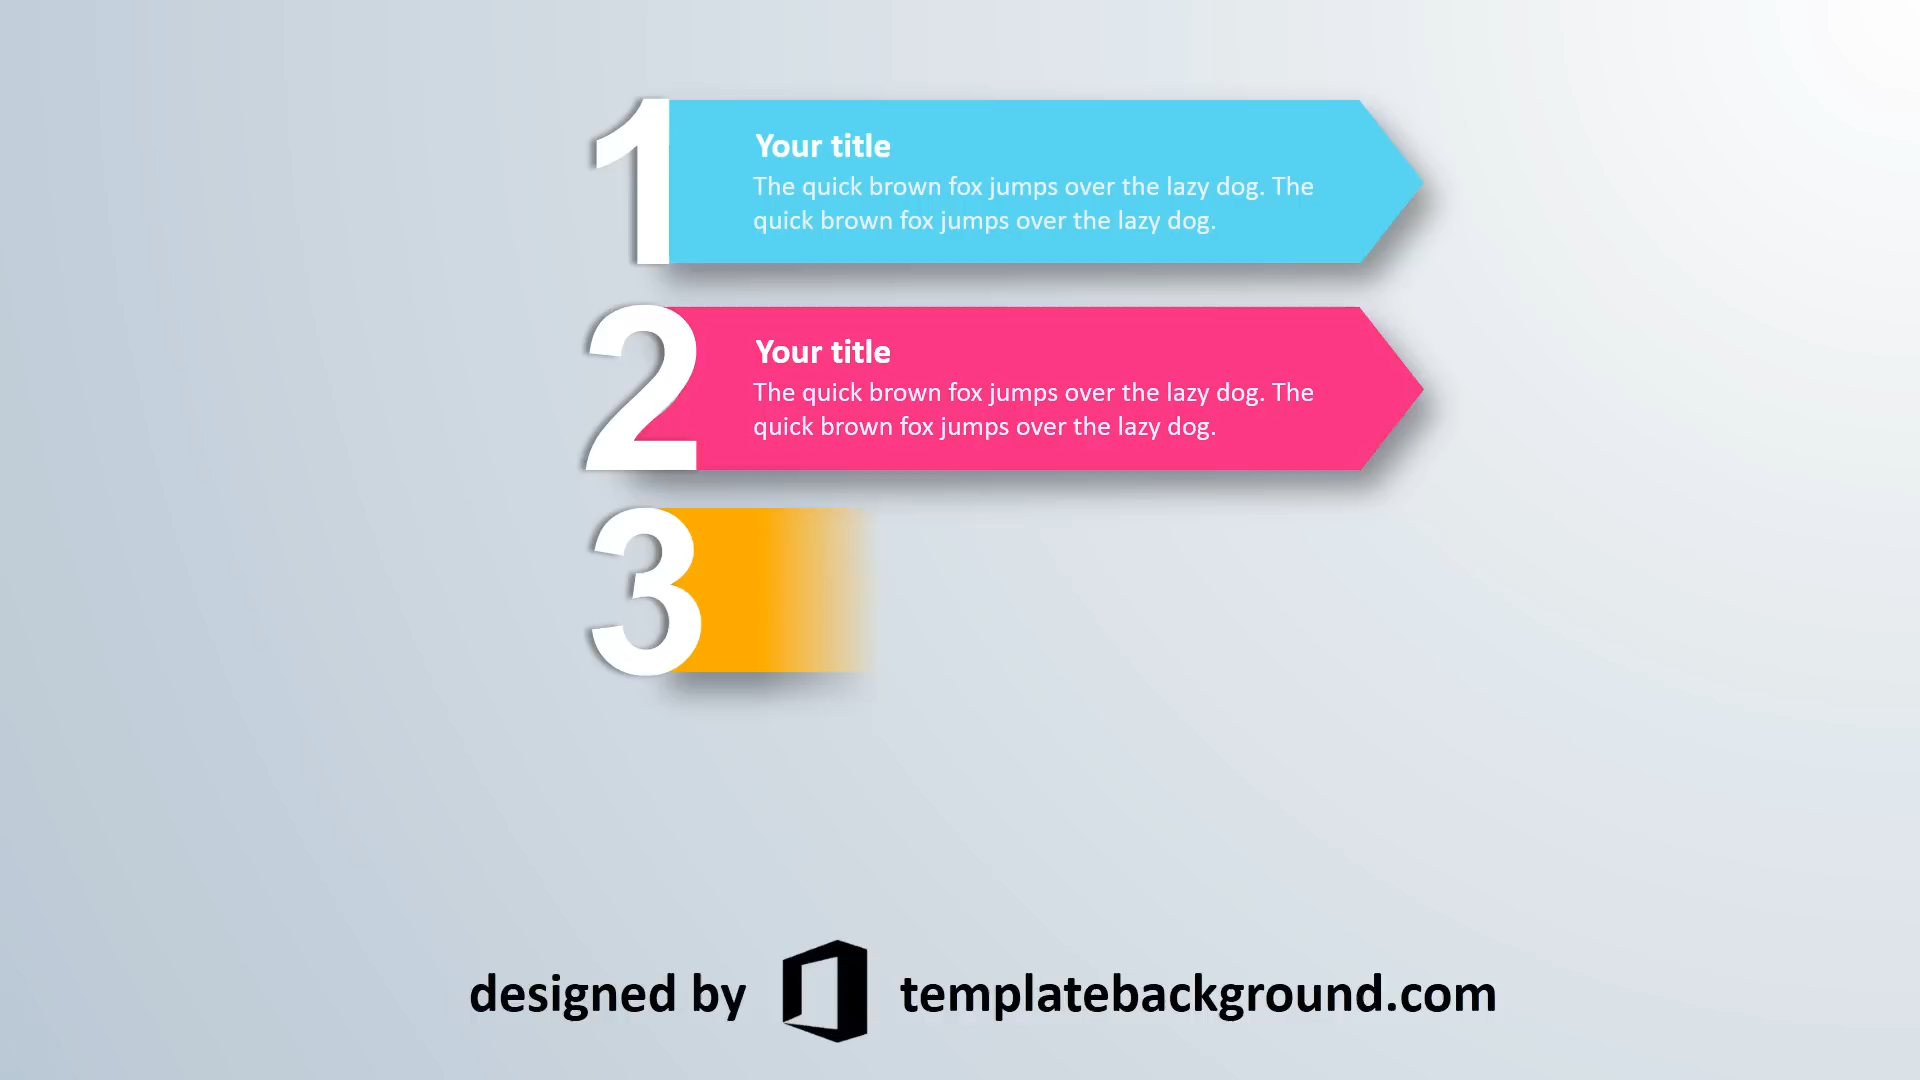 1
Your title
The quick brown fox jumps over the lazy dog. The
quick brown fox jumps over the lazy dog.
2
Your title
The quick brown fox jumps over the lazy dog. The
quick brown fox jumps over the lazy dog.
3
designed by templatebackground.com